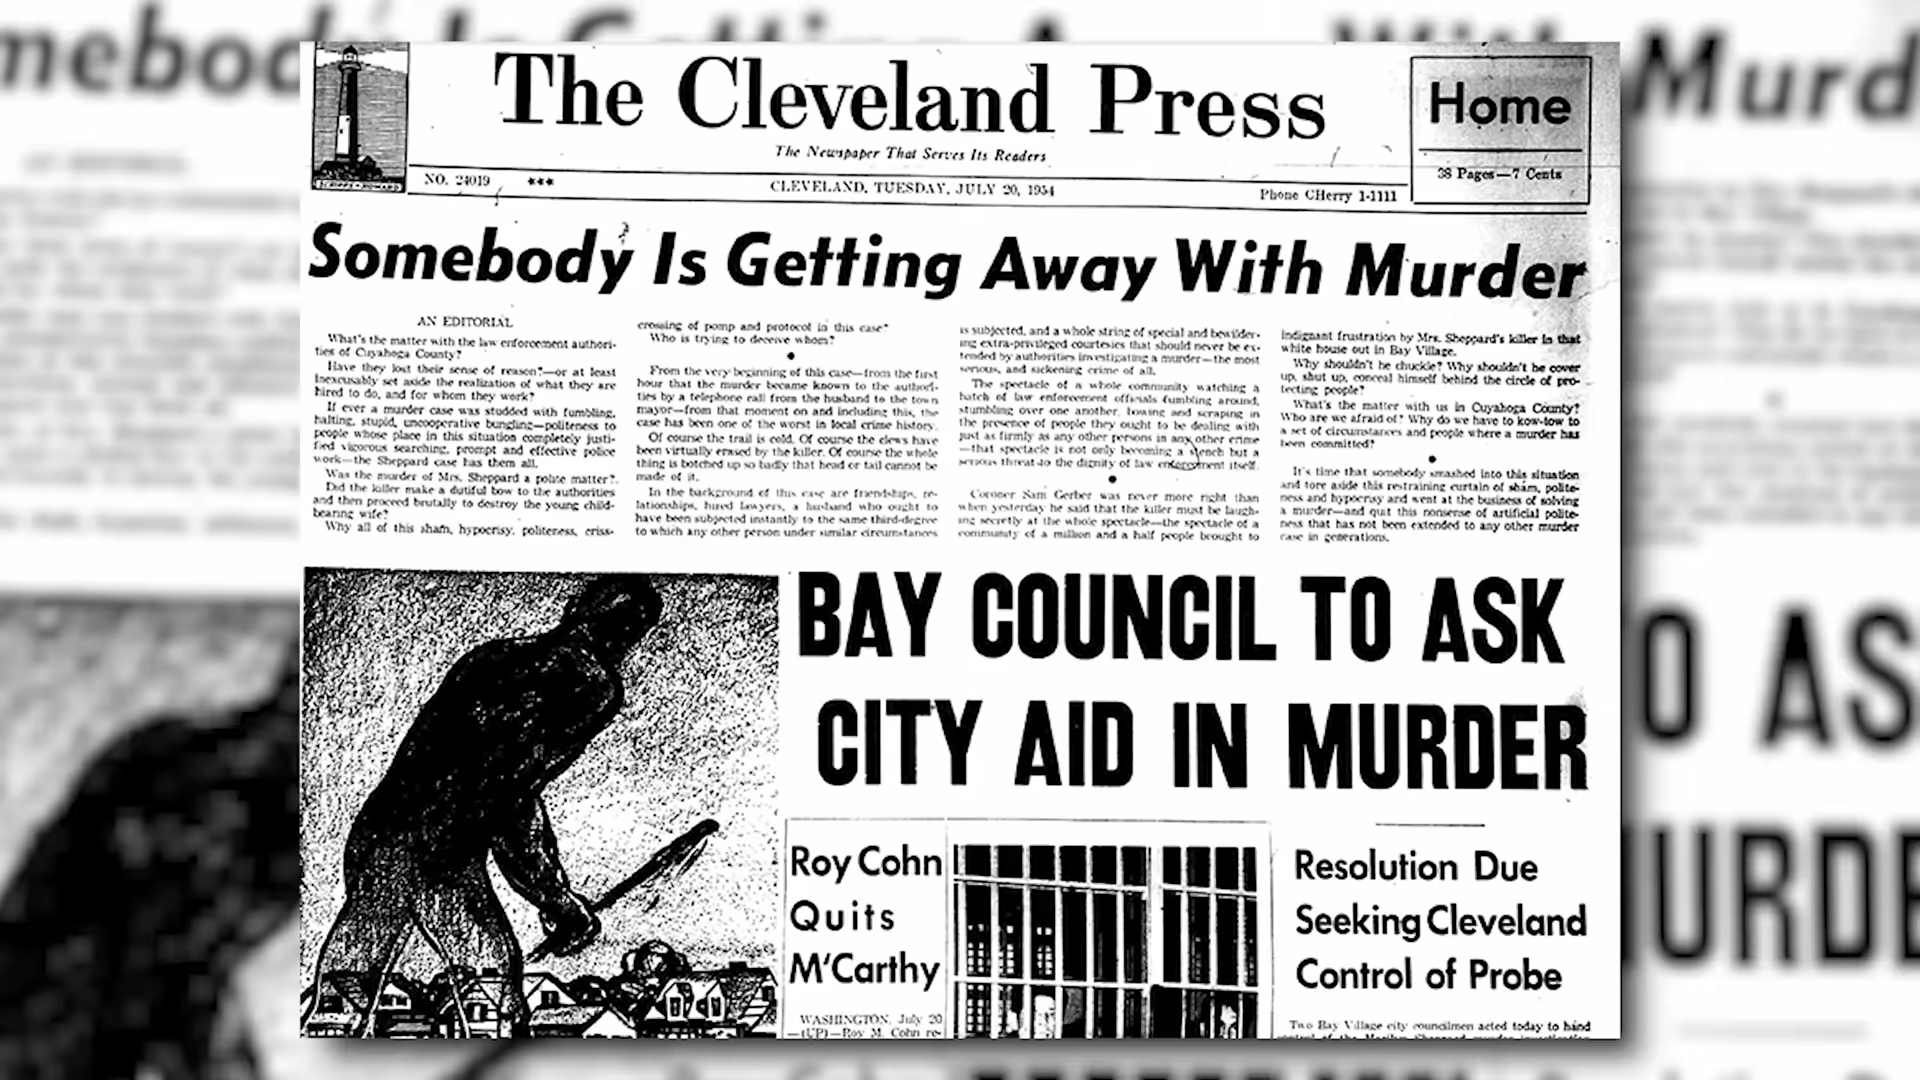 The Cleveland Press
The Newspaper That Serves Its Readers
Home
38 Pages—7 Cents
NO. 24019
***
CLEVELAND, TUESDAY, JULY 20, 1954
Phone CHerry 1-1111
Somebody Is Getting Away With Murder
AN EDITORIAL
What's the matter with the law enforcement authori-
ties of Cuyahoga County?
Have they lost their sense of reason?—or at least
inexcusably set aside the realization of what they are
hired to do, and for whom they work?
If ever a murder case was studded with fumbling,
halting, stupid, uncooperative bungling—politeness to
people whose place in this situation completely justi-
fied vigorous searching, prompt and effective police
work—the Sheppard case has them all.
Was the murder of Mrs. Sheppard a polite matter?
Did the killer make a dutiful bow to the authorities
and then proceed brutally to destroy the young child-
bearing wife?
Why all of this sham, hypocrisy, politeness, criss-
crossing of pomp and protocol in this case?
Who is trying to deceive whom?
From the very beginning of this case—from the first
hour that the murder became known to the authori-
ties by a telephone call from the husband to the town
mayor—from that moment on and including this, the
case has been one of the worst in local crime history.
Of course the trail is cold. Of course the clews have
been virtually erased by the killer. Of course the whole
thing is botched up so badly that head or tail cannot be
made of it.
In the background of this case are friendships, re-
lationships, hired lawyers, a husband who ought to
have been subjected instantly to the same third-degree
to which any other person under similar circumstances
is subjected, and a whole string of special and bewilder-
ing extra-privileged courtesies that should never be ex-
tended by authorities investigating a murder—the most
serious, and sickening crime of all.
The spectacle of a whole community watching a
batch of law enforcement officials fumbling around,
stumbling over one another, bowing and scraping in
the presence of people they ought to be dealing with
just as firmly as any other persons in any other crime
—that spectacle is not only becoming a stench but a
serious threat to the dignity of law enforcement itself.
Coroner Sam Gerber was never more right than
when yesterday he said that the killer must be laugh-
ing secretly at the whole spectacle—the spectacle of a
community of a million and a half people brought to
indignant frustration by Mrs. Sheppard's killer in that
white house out in Bay Village.
Why shouldn't he chuckle? Why shouldn't he cover
up, shut up, conceal himself behind the circle of pro-
tecting people?
What's the matter with us in Cuyahoga County?
Who are we afraid of? Why do we have to kow-tow to
a set of circumstances and people where a murder has
been committed?
It's time that somebody smashed into this situation
and tore aside this restraining curtain of sham, polite-
ness and hypocrisy and went at the business of solving
a murder—and quit this nonsense of artificial polite-
ness that has not been extended to any other murder
case in generations.
BAY COUNCIL TO ASK
CITY AID IN MURDER
Roy Cohn
Quits
M'Carthy
WASHINGTON, July 20
—(UP)—Roy M. Cohn re-
Resolution Due
Seeking Cleveland
Control of Probe
Two Bay Village city councilmen acted today to hand